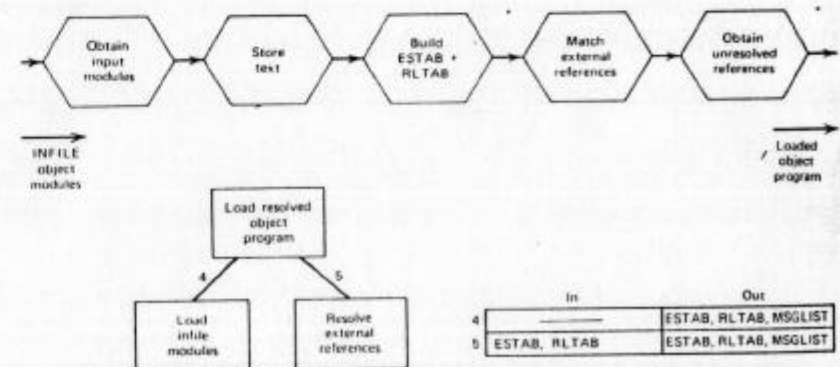 Obtain
input
modules
Store
text
Build
ESTAB +
RLTAB
Match
external
references
Obtain
unresolved
references
INFILE
object
modules
Loaded
object
program
Load resolved
object
program
4
5
Load
infile
modules
Resolve
external
references
In
Out
4
ESTAB, RLTAB, MSGLIST
5
ESTAB, RLTAB
ESTAB, RLTAB, MSGLIST